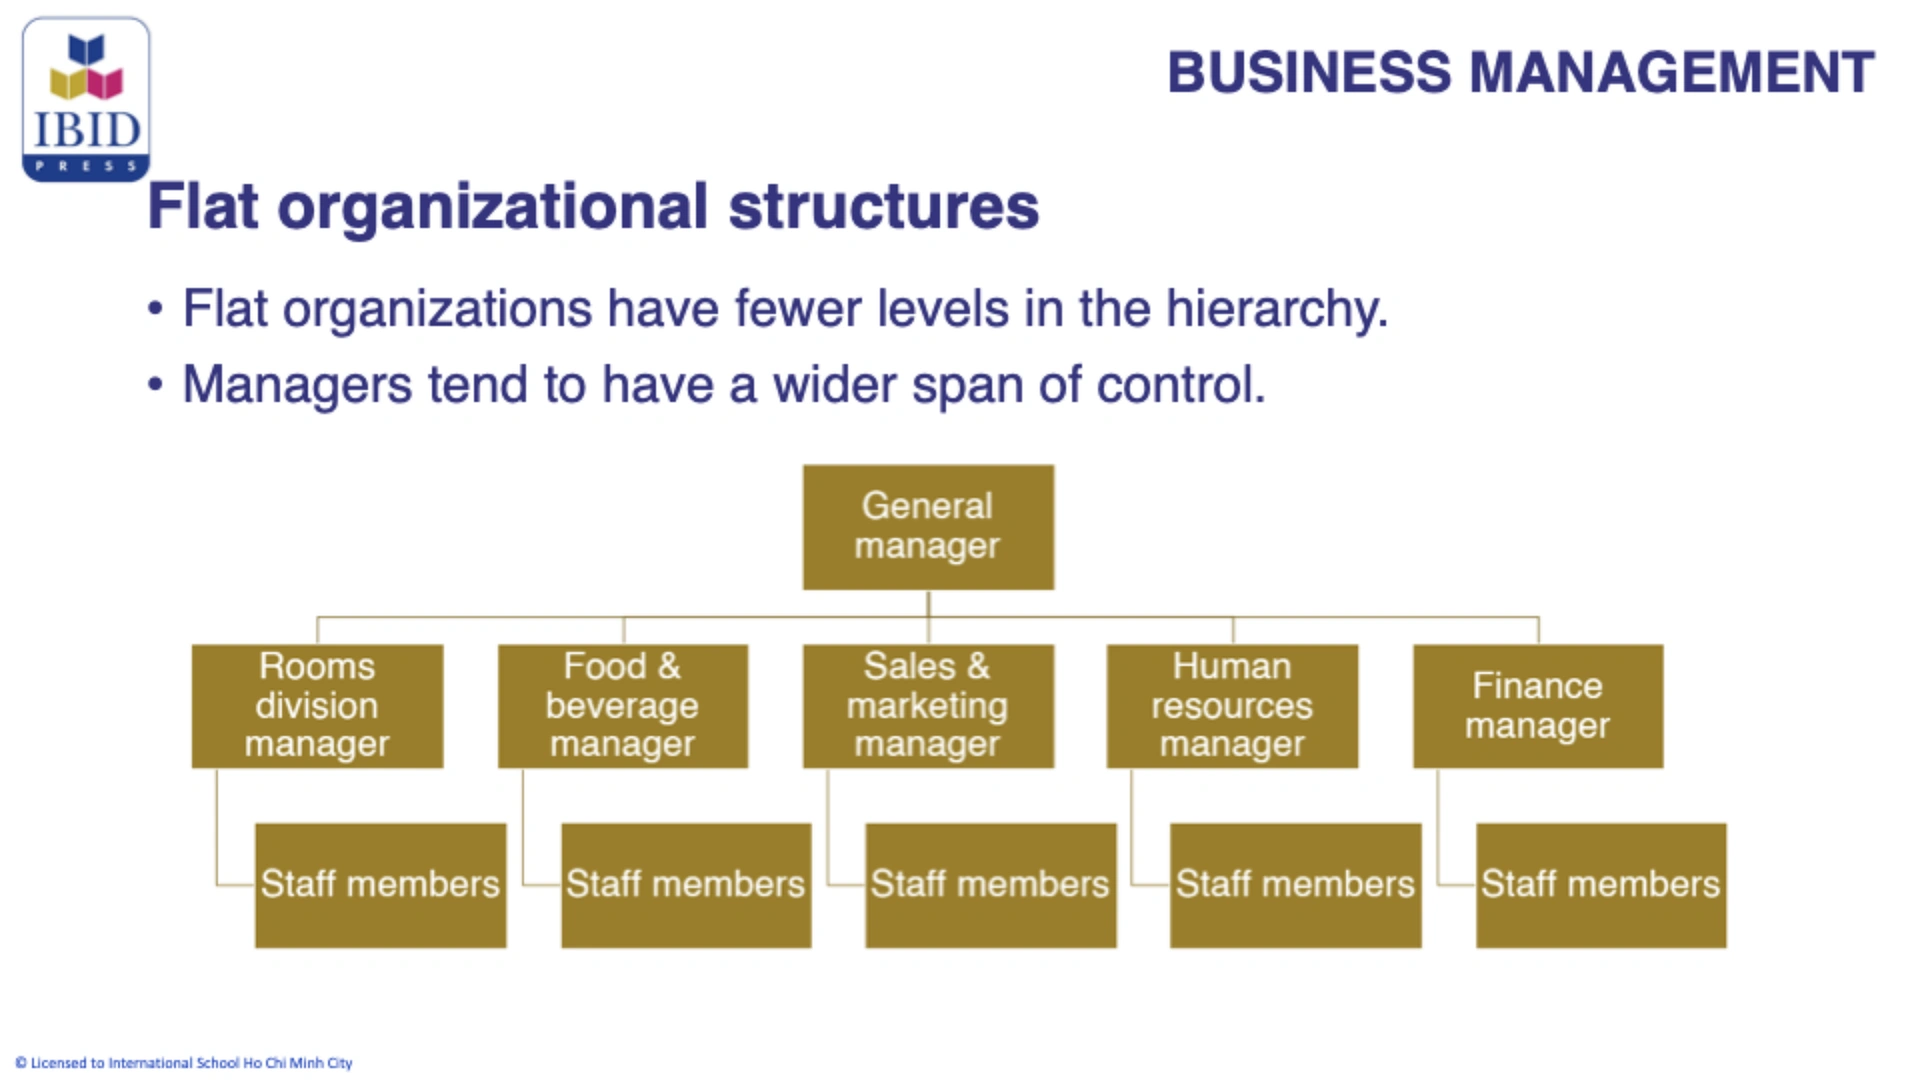 IBID
PRESS
BUSINESS MANAGEMENT
Flat organizational structures
• Flat organizations have fewer levels in the hierarchy.
• Managers tend to have a wider span of control.
General
manager
Rooms
division
manager
Food &
beverage
manager
Sales &
marketing
manager
Human
resources
manager
Finance
manager
Staff members
Staff members
Staff members
Staff members
Staff members
© Licensed to International School Ho Chi Minh City